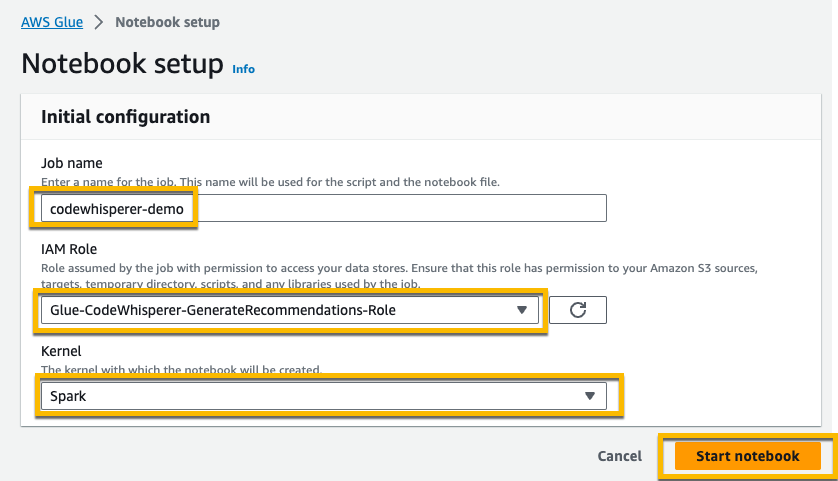 AWS Glue > Notebook setup
Notebook setup Info
Initial configuration
Job name
Enter a name for the job. This name will be used for the script and the notebook file.
codewhisperer-demo
IAM Role
Role assumed by the job with permission to access your data stores. Ensure that this role has permission to your Amazon S3 sources,
targets, temporary directory, scripts, and any libraries used by the job.
Glue-CodeWhisperer-GenerateRecommendations-Role
Kernel
The kernel with which the notebook will be created.
Spark
Cancel Start notebook